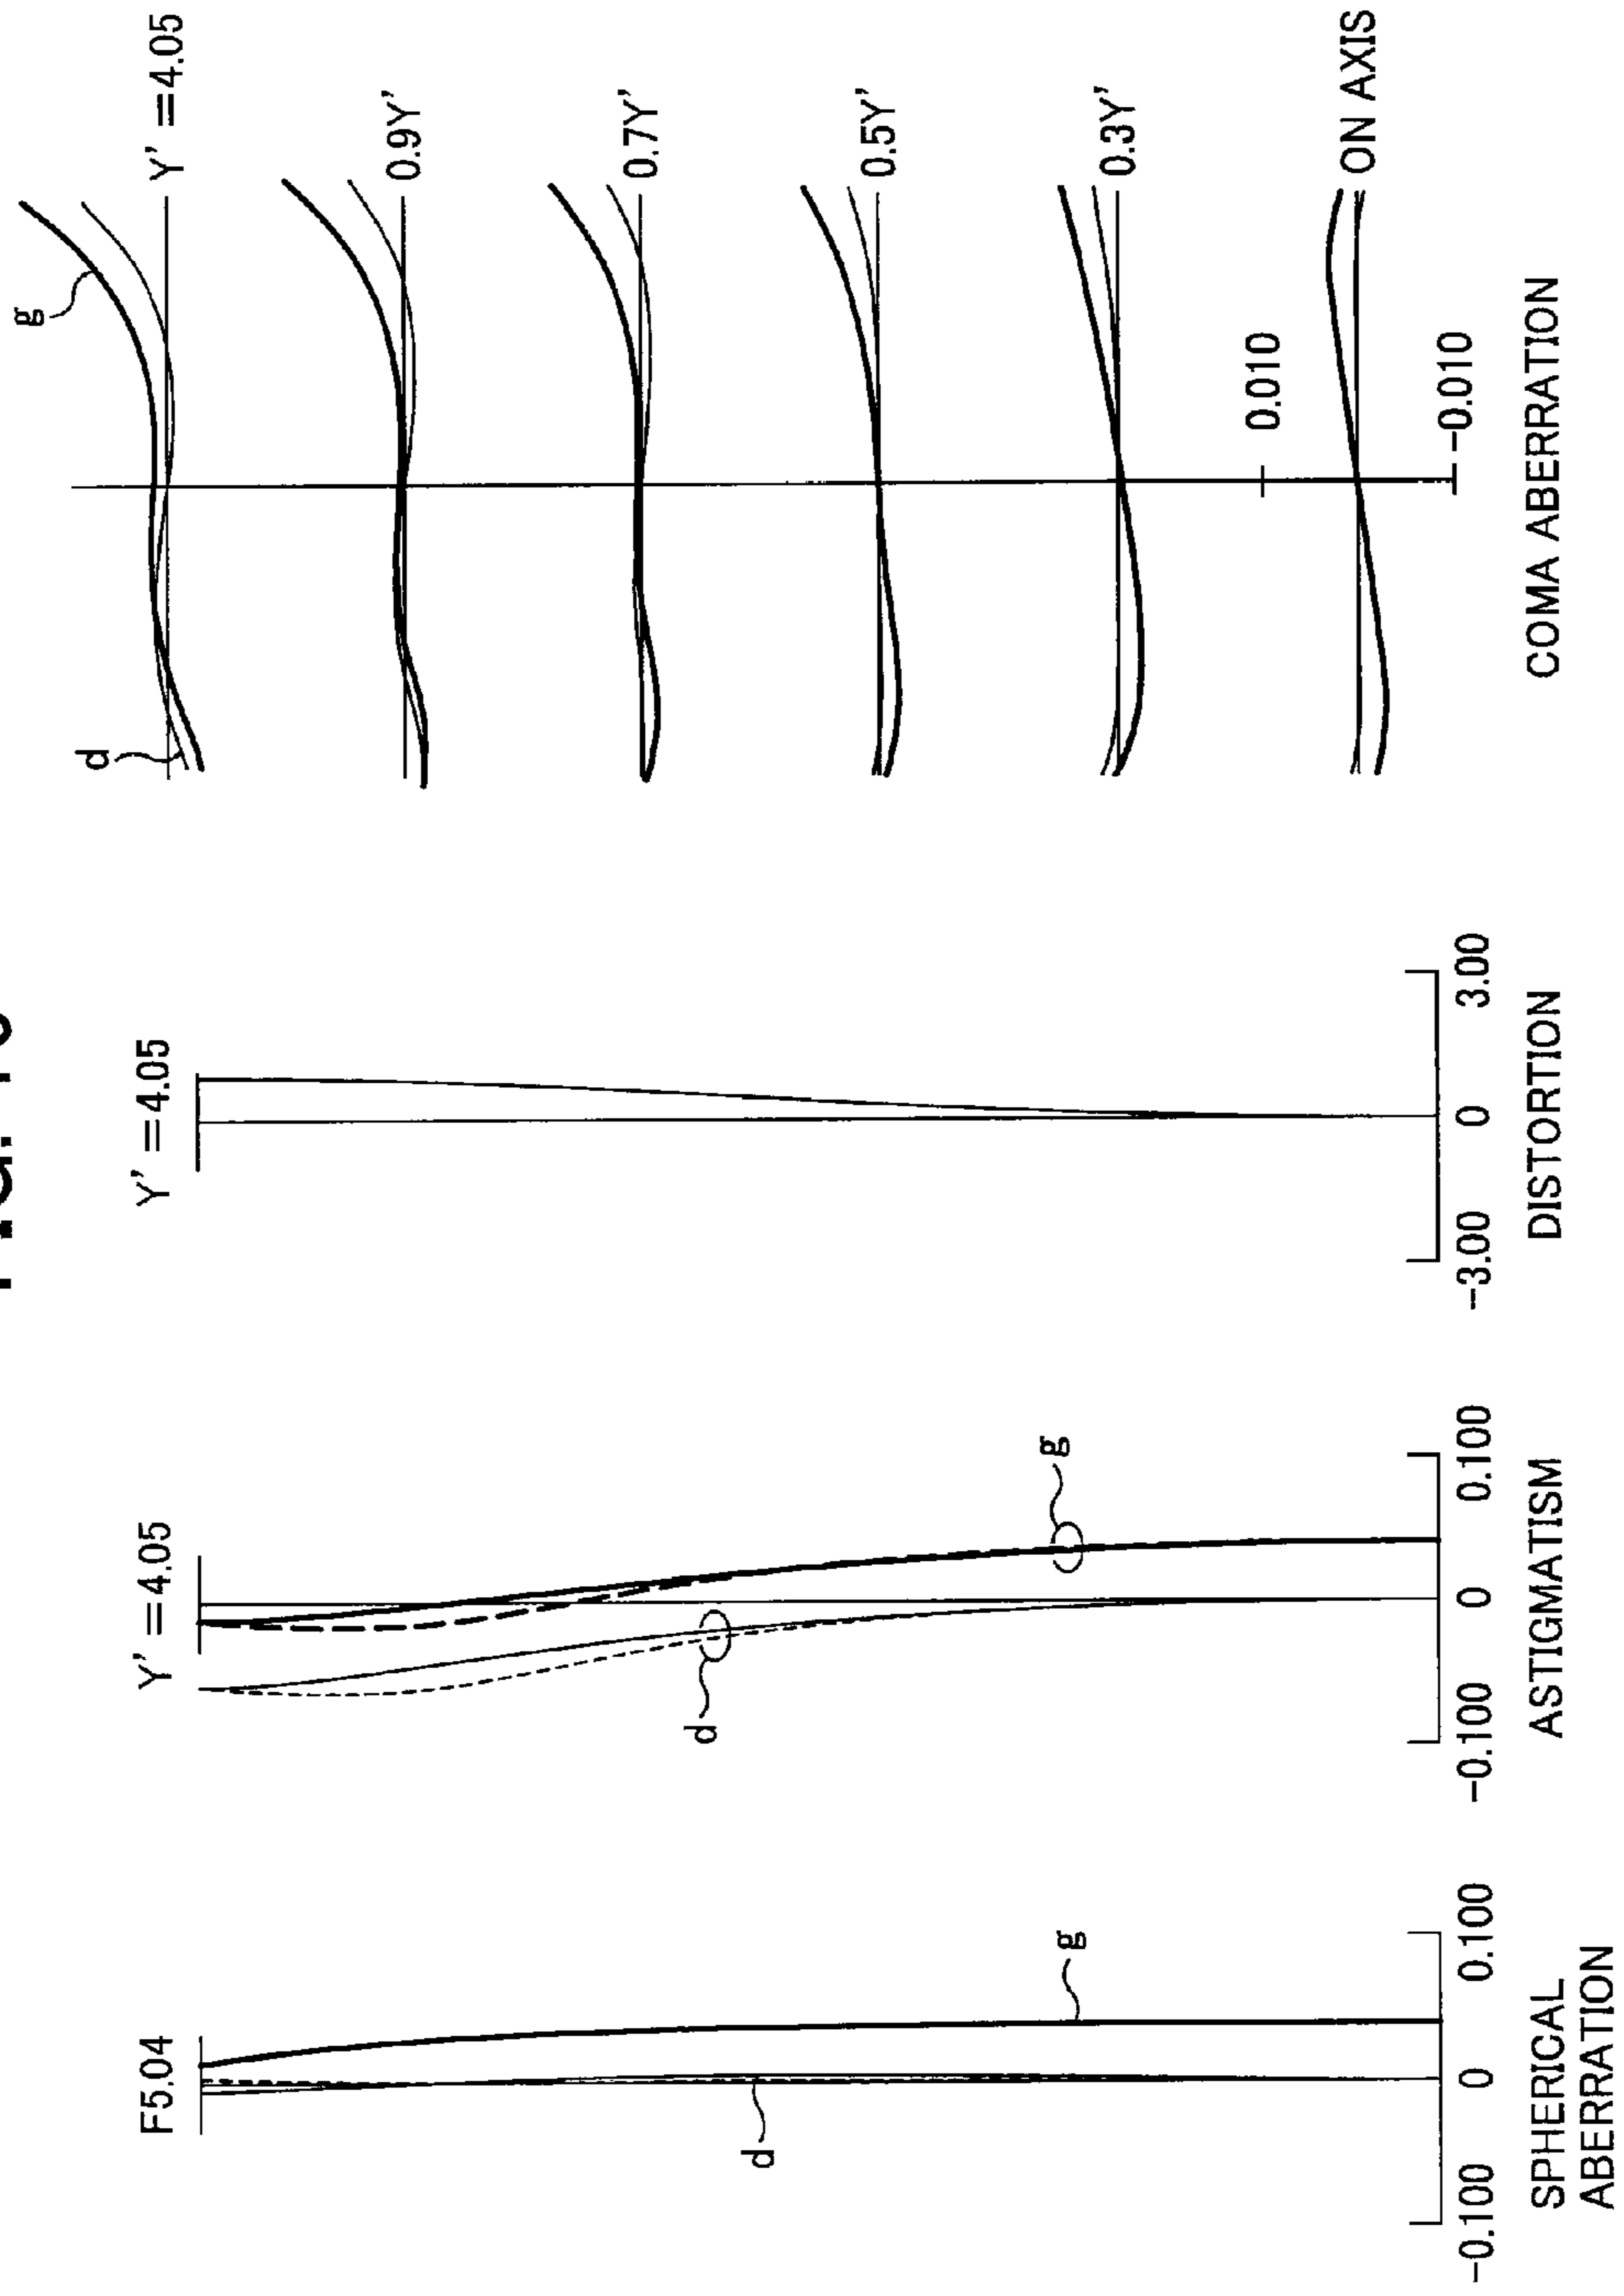 F5.04
d
g
-0.100
0
0.100
SPHERICAL
ABERRATION
Y' =4.05
d
g
-0.100
0
0.100
ASTIGMATISM
Y' =4.05
-3.00
0
3.00
DISTORTION
d
g
Y' =4.05
0.9Y'
0.7Y'
0.5Y'
0.3Y'
0.010
ON AXIS
-0.010
COMA ABERRATION